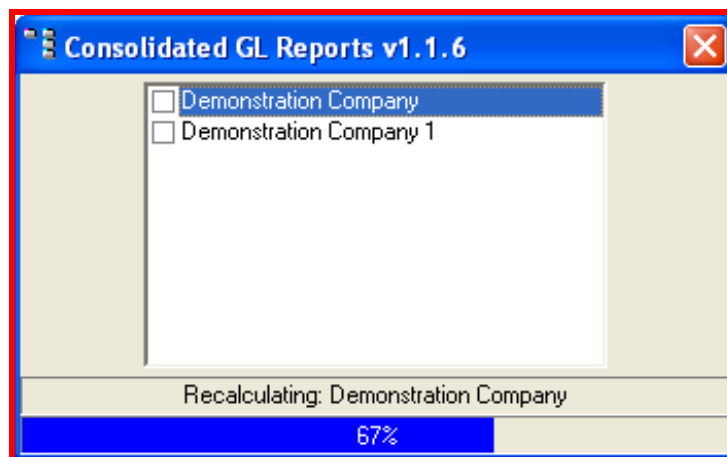 Consolidated GL Reports v1.1.6
Demonstration Company
Demonstration Company 1
Recalculating: Demonstration Company
67%